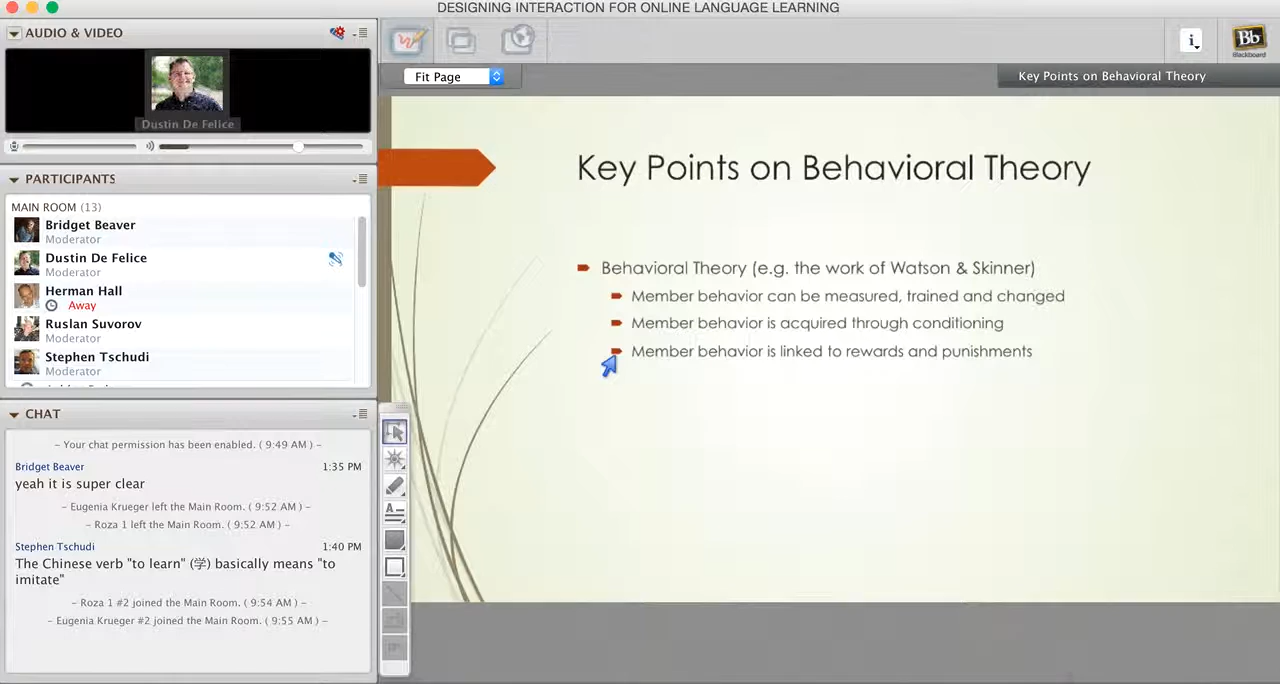 DESIGNING INTERACTION FOR ONLINE LANGUAGE LEARNING
AUDIO & VIDEO
Dustin De Felice
PARTICIPANTS
MAIN ROOM (13)
Bridget Beaver
Moderator
Dustin De Felice
Moderator
Herman Hall
Away
Ruslan Suvorov
Moderator
Stephen Tschudi
Moderator
CHAT
– Your chat permission has been enabled. ( 9:49 AM ) –
Bridget Beaver 1:35 PM
yeah it is super clear
– Eugenia Krueger left the Main Room. ( 9:52 AM ) –
– Roza 1 left the Main Room. ( 9:52 AM ) –
Stephen Tschudi 1:40 PM
The Chinese verb "to learn" (学) basically means "to
imitate"
– Roza 1 #2 joined the Main Room. ( 9:54 AM ) –
– Eugenia Krueger #2 joined the Main Room. ( 9:55 AM ) –
i
Bb
Blackboard
Fit Page
Key Points on Behavioral Theory
Key Points on Behavioral Theory
Behavioral Theory (e.g. the work of Watson & Skinner)
Member behavior can be measured, trained and changed
Member behavior is acquired through conditioning
Member behavior is linked to rewards and punishments
A